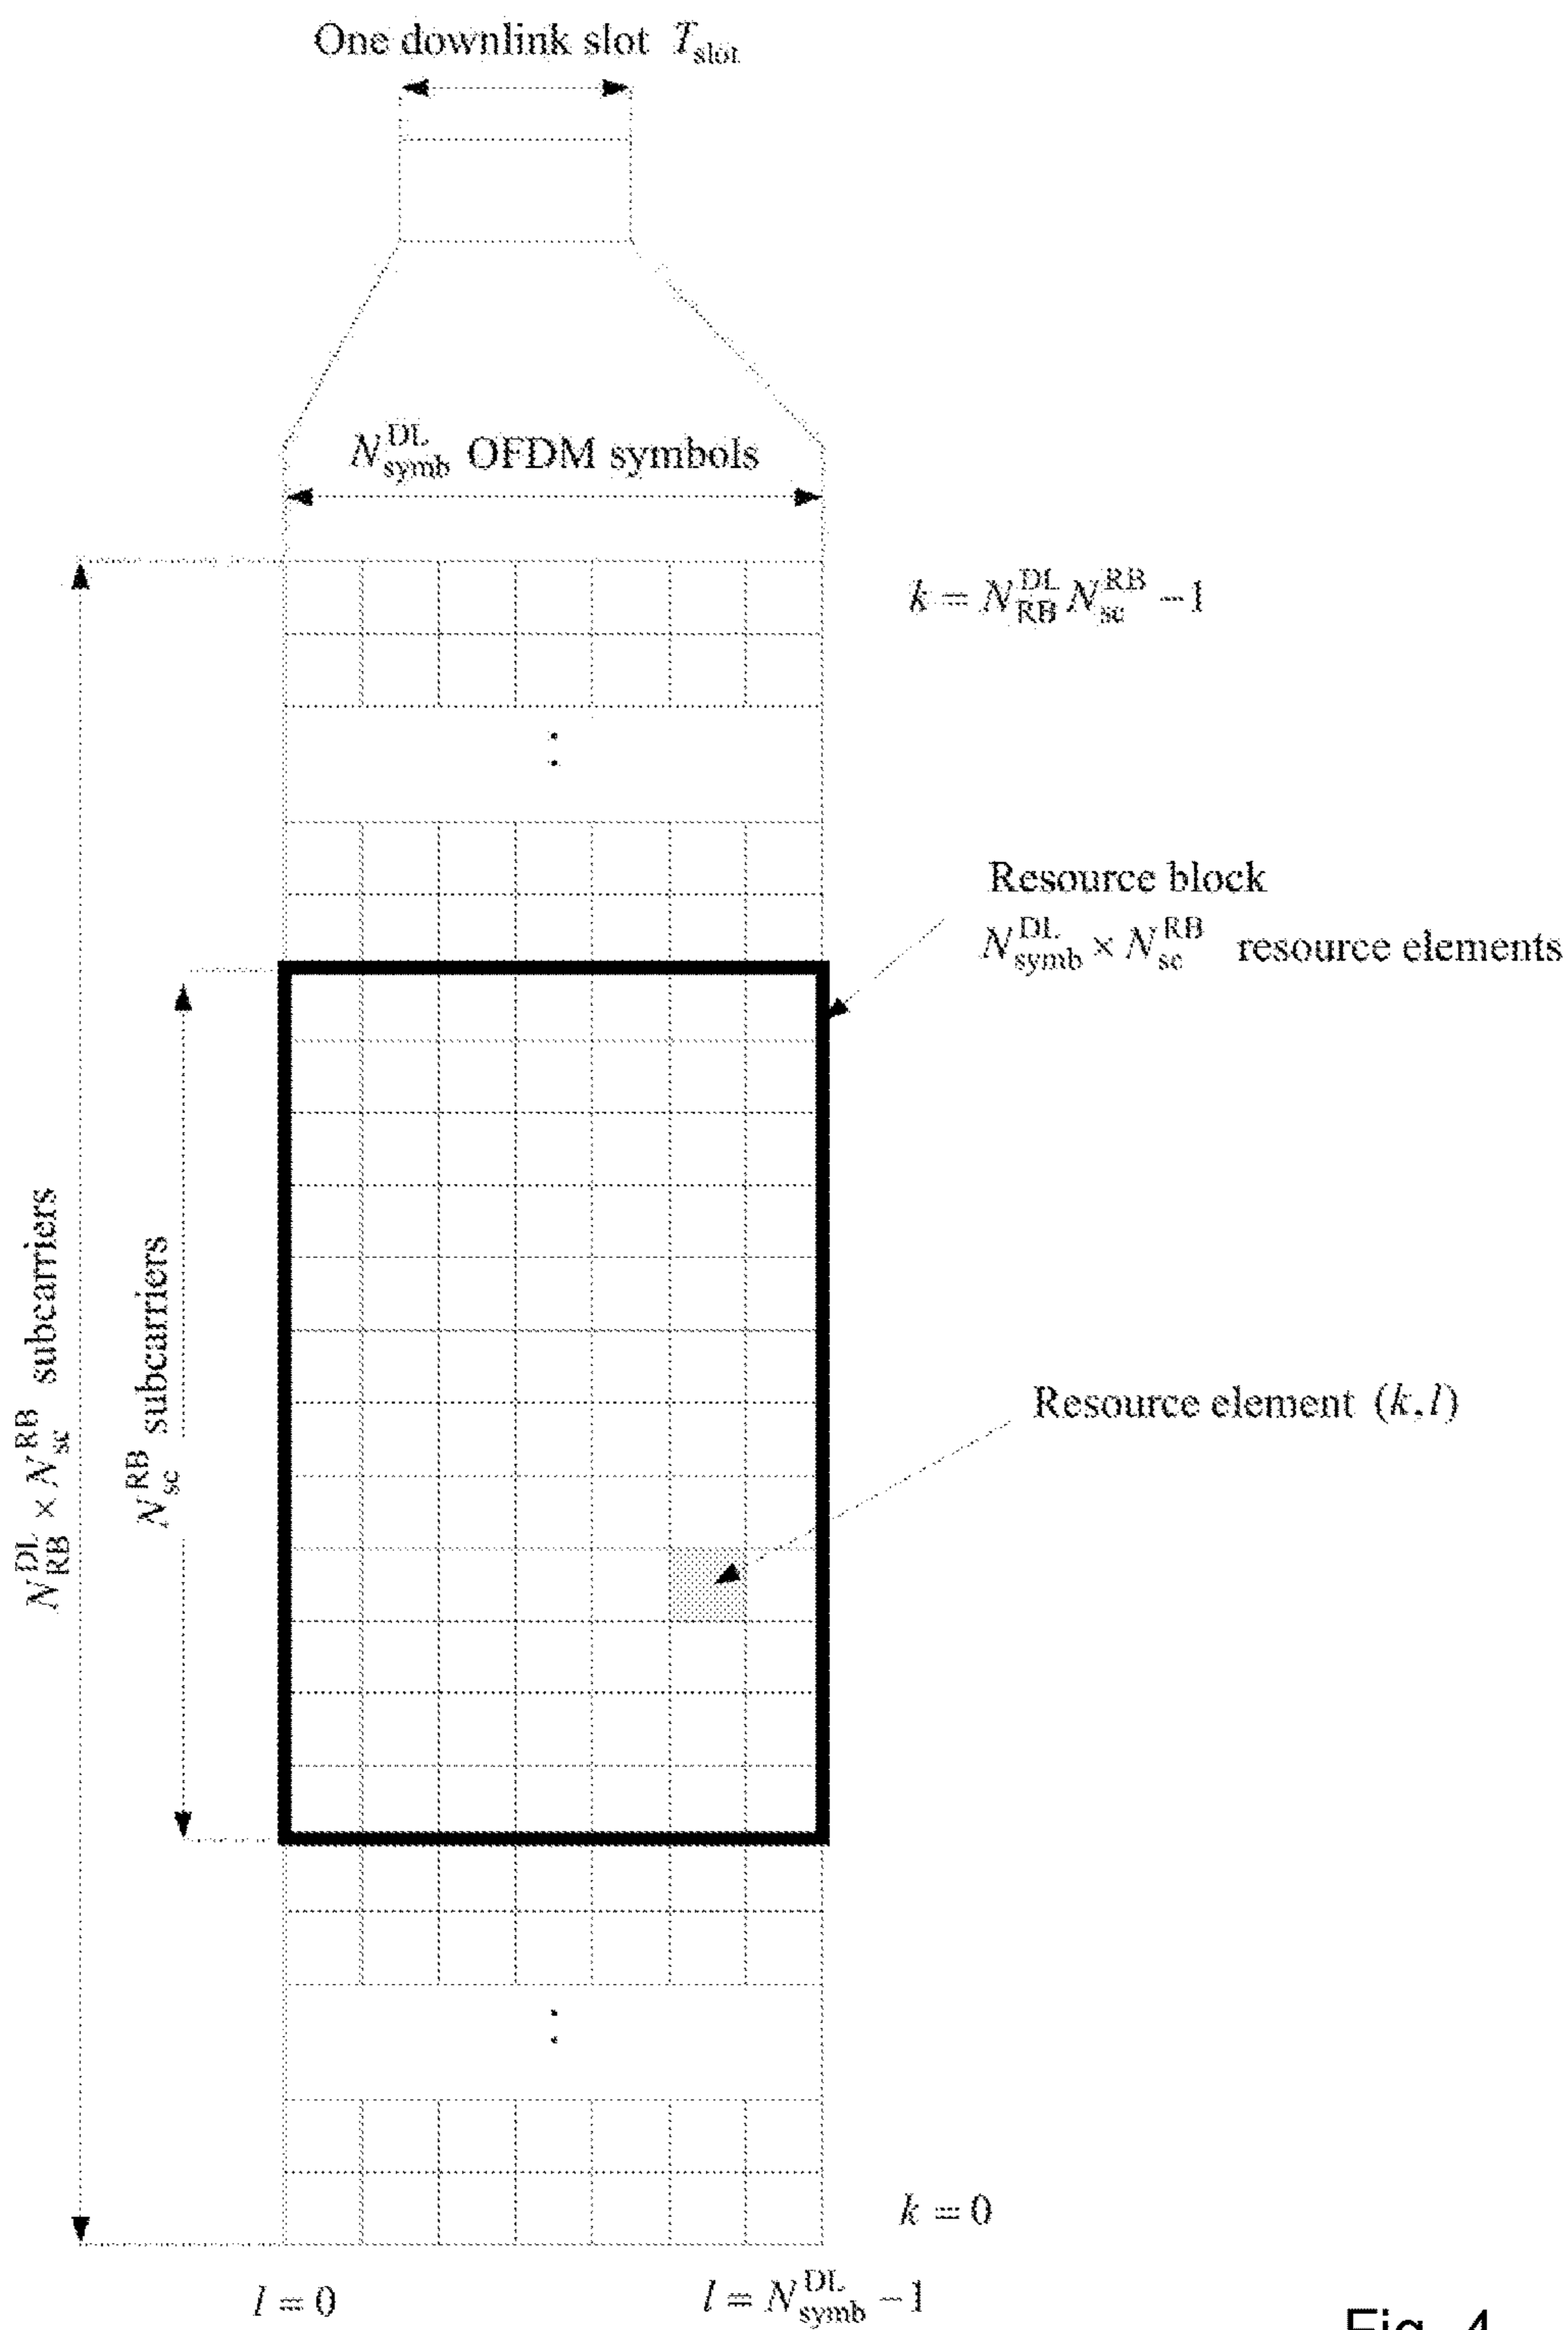 One downlink slot T_slot
N_symb^DL OFDM symbols
k = N_RB^DL N_sc^RB − 1
Resource block
N_symb^DL × N_sc^RB resource elements
N_RB^DL × N_sc^RB subcarriers
N_sc^RB subcarriers
Resource element (k, l)
k = 0
l = 0
l = N_symb^DL − 1
Fig. 4